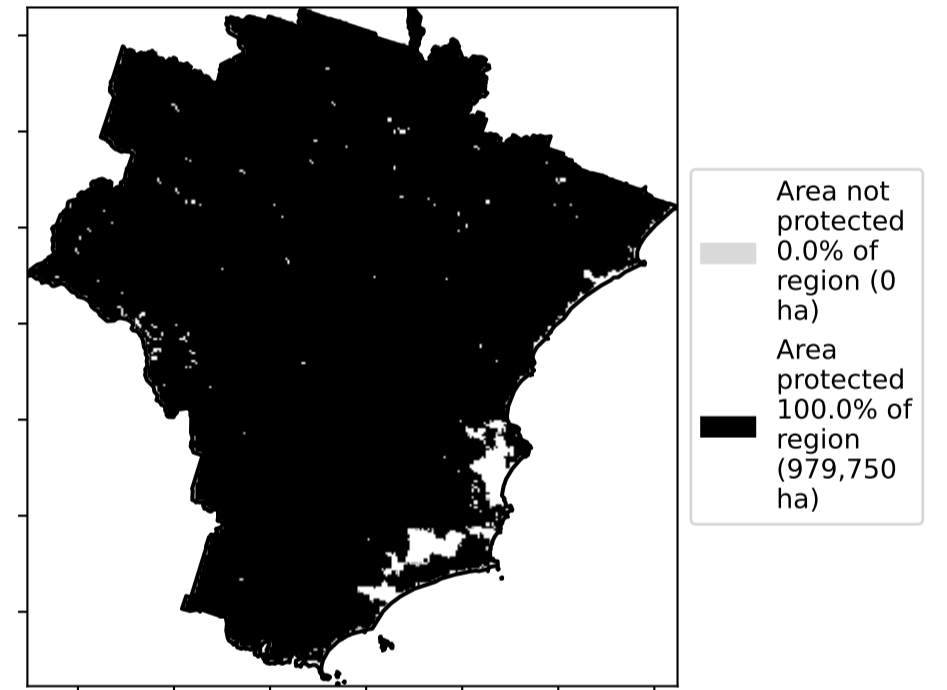 Area not
protected
0.0% of
region (0
ha)
Area
protected
100.0% of
region
(979,750
ha)